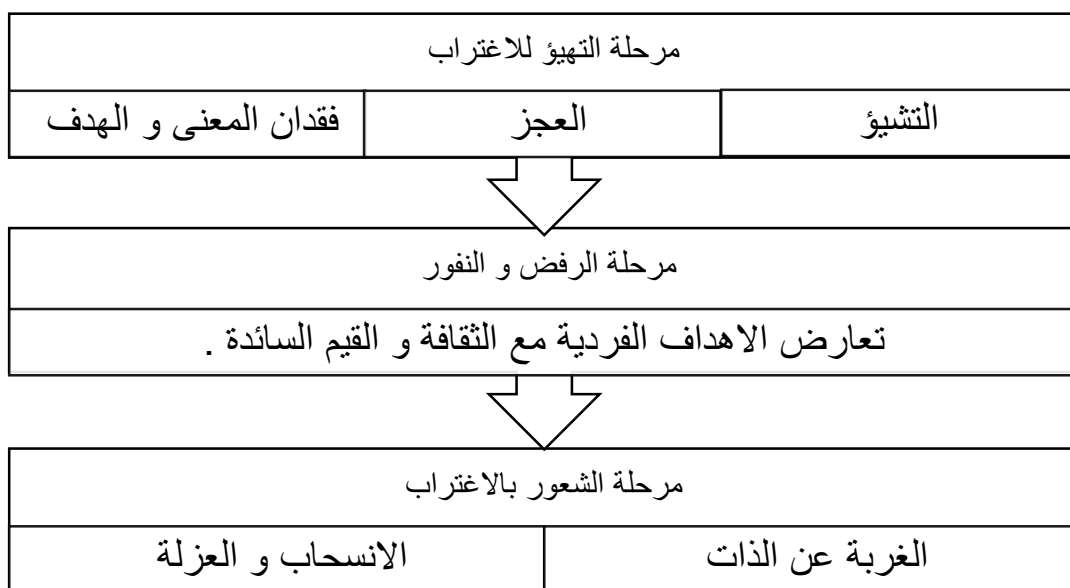 مرحلة التهيؤ للاغتراب
التشيؤ العجز فقدان المعنى و الهدف
مرحلة الرفض و النفور
تعارض الاهداف الفردية مع الثقافة و القيم السائدة .
مرحلة الشعور بالاغتراب
الغربة عن الذات الانسحاب و العزلة